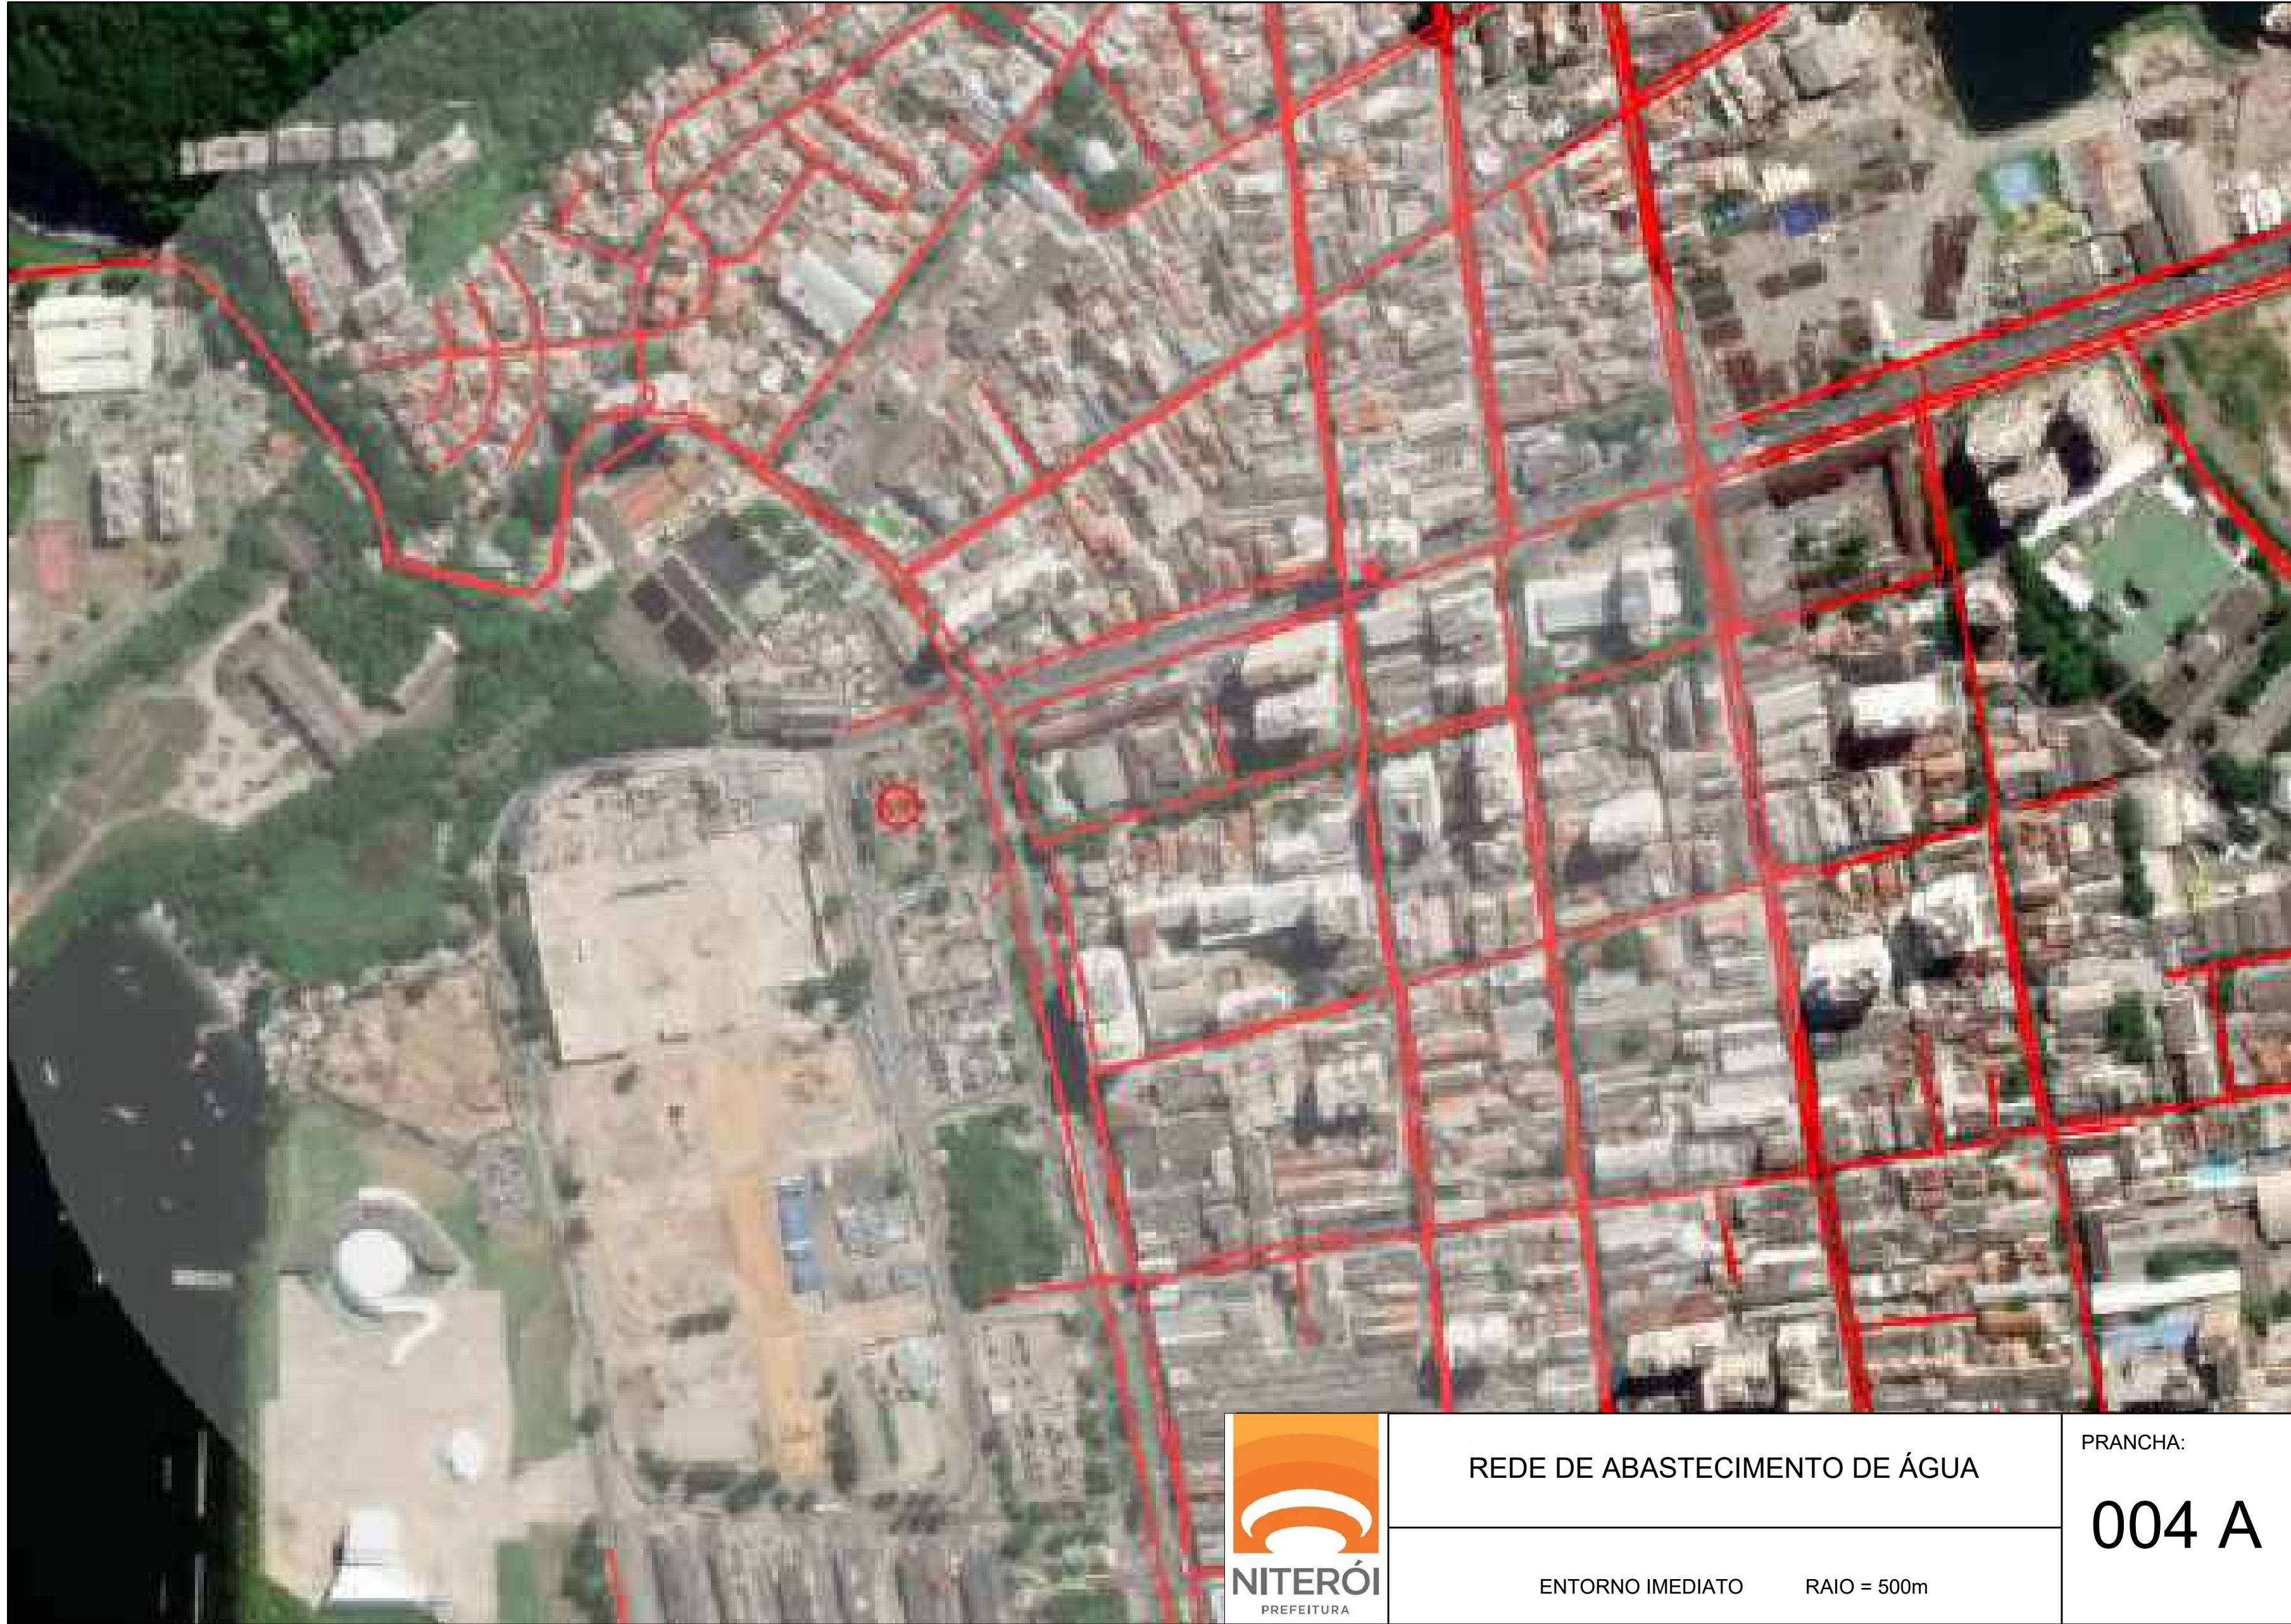 REDE DE ABASTECIMENTO DE ÁGUA
PRANCHA:
004 A
ENTORNO IMEDIATO RAIO = 500m
NITERÓI
PREFEITURA